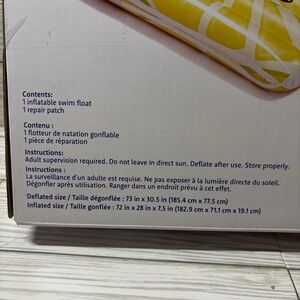 Contents:
1 inflatable swim float
1 repair patch
Contenu :
1 flotteur de natation gonflable
1 pièce de réparation
Instructions:
Adult supervision required. Do not leave in direct sun. Deflate after use. Store properly.
Instructions :
La surveillance d'un adulte est requise. Ne pas exposer à la lumière directe du soleil.
Dégonfler après utilisation. Ranger dans un endroit prévu à cet effet.
Deflated size / Taille dégonflée : 73 in x 30.5 in (185.4 cm x 77.5 cm)
Inflated size / Taille gonflée : 72 in x 28 in x 7.5 in (182.9 cm x 71.1 cm x 19.1 cm)